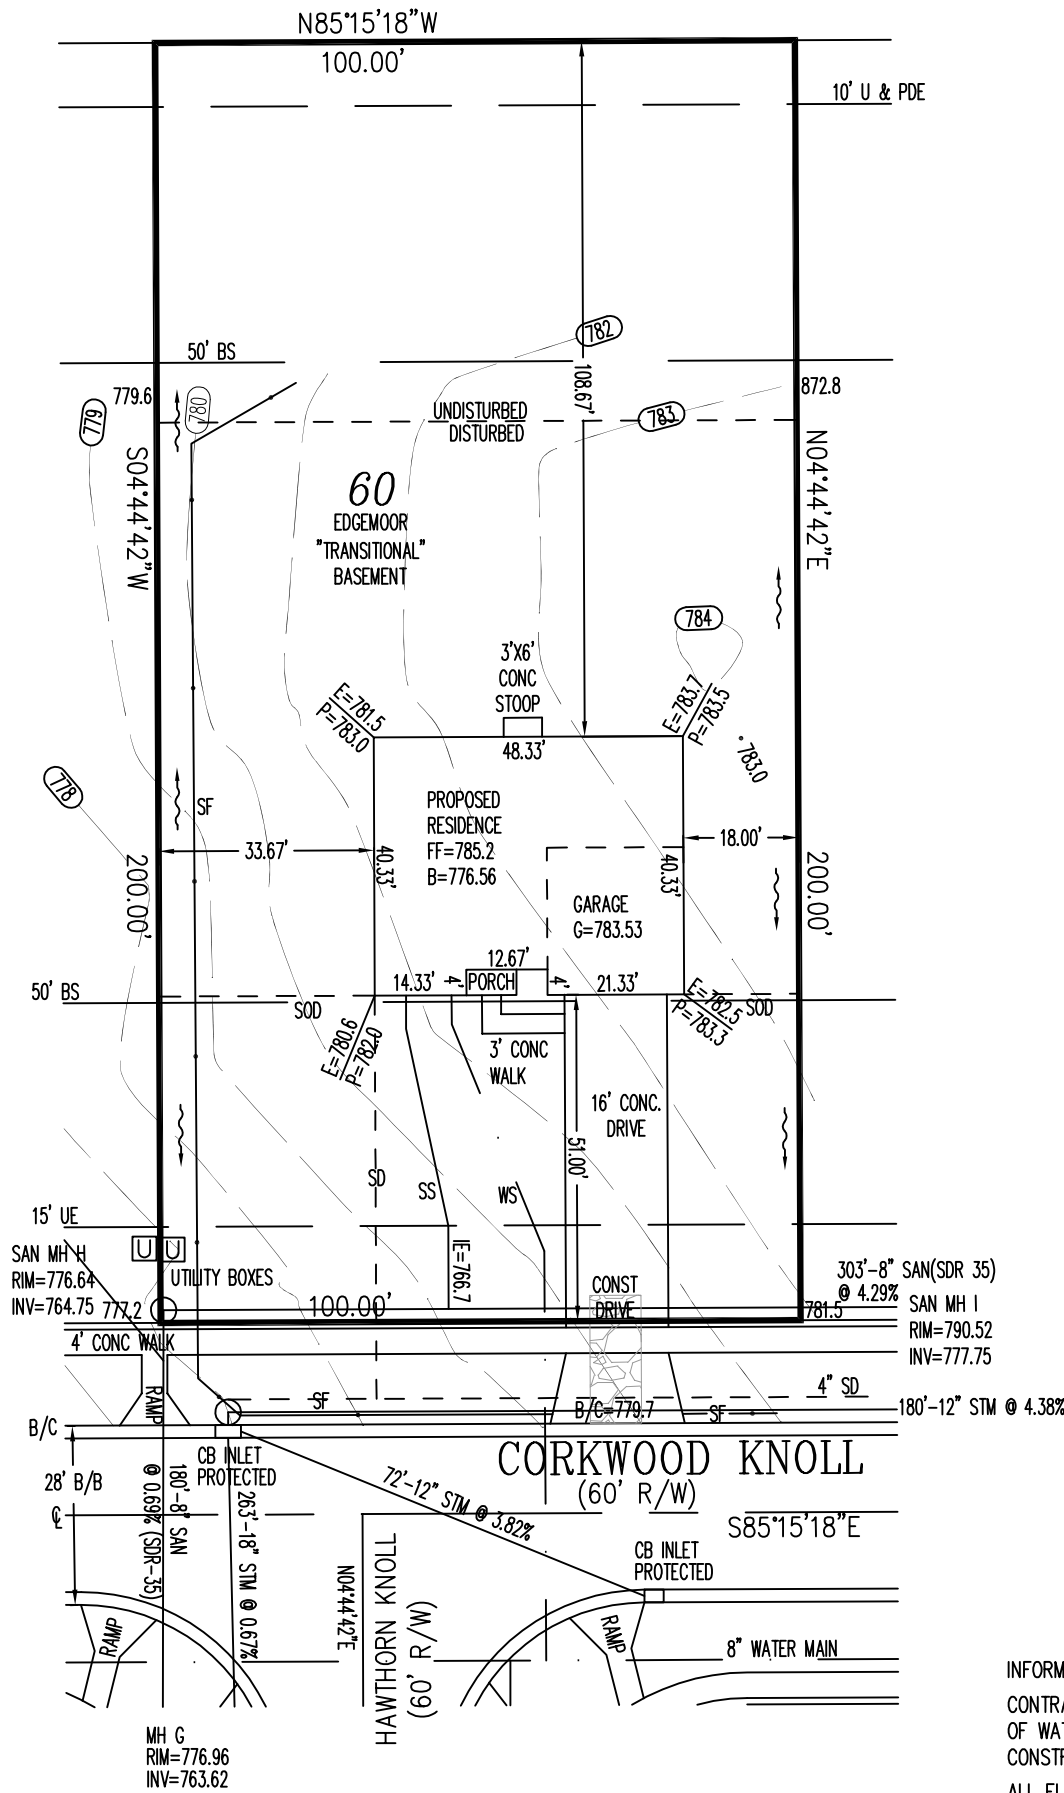 N85°15'18"W
100.00'
10' U & PDE
782
50' BS
779.6
872.8
780
779
108.67'
783
UNDISTURBED
DISTURBED
S04°44'42"W
N04°44'42"E
60
EDGEMOOR
"TRANSITIONAL"
BASEMENT
784
3'X6'
CONC
STOOP
E=781.5
P=783.0
E=783.7
P=783.5
783.0
48.33'
778
SF
PROPOSED
RESIDENCE
FF=785.2
B=776.56
33.67'
18.00'
40.33'
40.33'
200.00'
200.00'
GARAGE
G=783.53
12.67'
14.33'
4'
PORCH
4'
21.33'
50' BS
SOD
SOD
E=780.6
P=782.0
E=782.5
P=783.3
3' CONC
WALK
16' CONC.
DRIVE
51.00'
SD
SS
WS
15' UE
IE=766.7
SAN MH H
RIM=776.64
INV=764.75
U
U
UTILITY BOXES
777.2
100.00'
CONST
DRIVE
781.5
303'-8" SAN(SDR 35)
@ 4.29%
SAN MH I
RIM=790.52
INV=777.75
4' CONC WALK
RAMP
SF
4" SD
B/C=779.7
SF
180'-12" STM @ 4.38%
B/C
CORKWOOD KNOLL
(60' R/W)
S85°15'18"E
CB INLET
PROTECTED
28' B/B
℄
180'-8" SAN
@ 0.69% (SDR-35)
263'-18" STM @ 0.67%
72'-12" STM @ 3.82%
CB INLET
PROTECTED
N04°44'42"E
HAWTHORN KNOLL
(60' R/W)
RAMP
RAMP
8" WATER MAIN
MH G
RIM=776.96
INV=763.62
INFORM
CONTRA
OF WAT
CONSTR